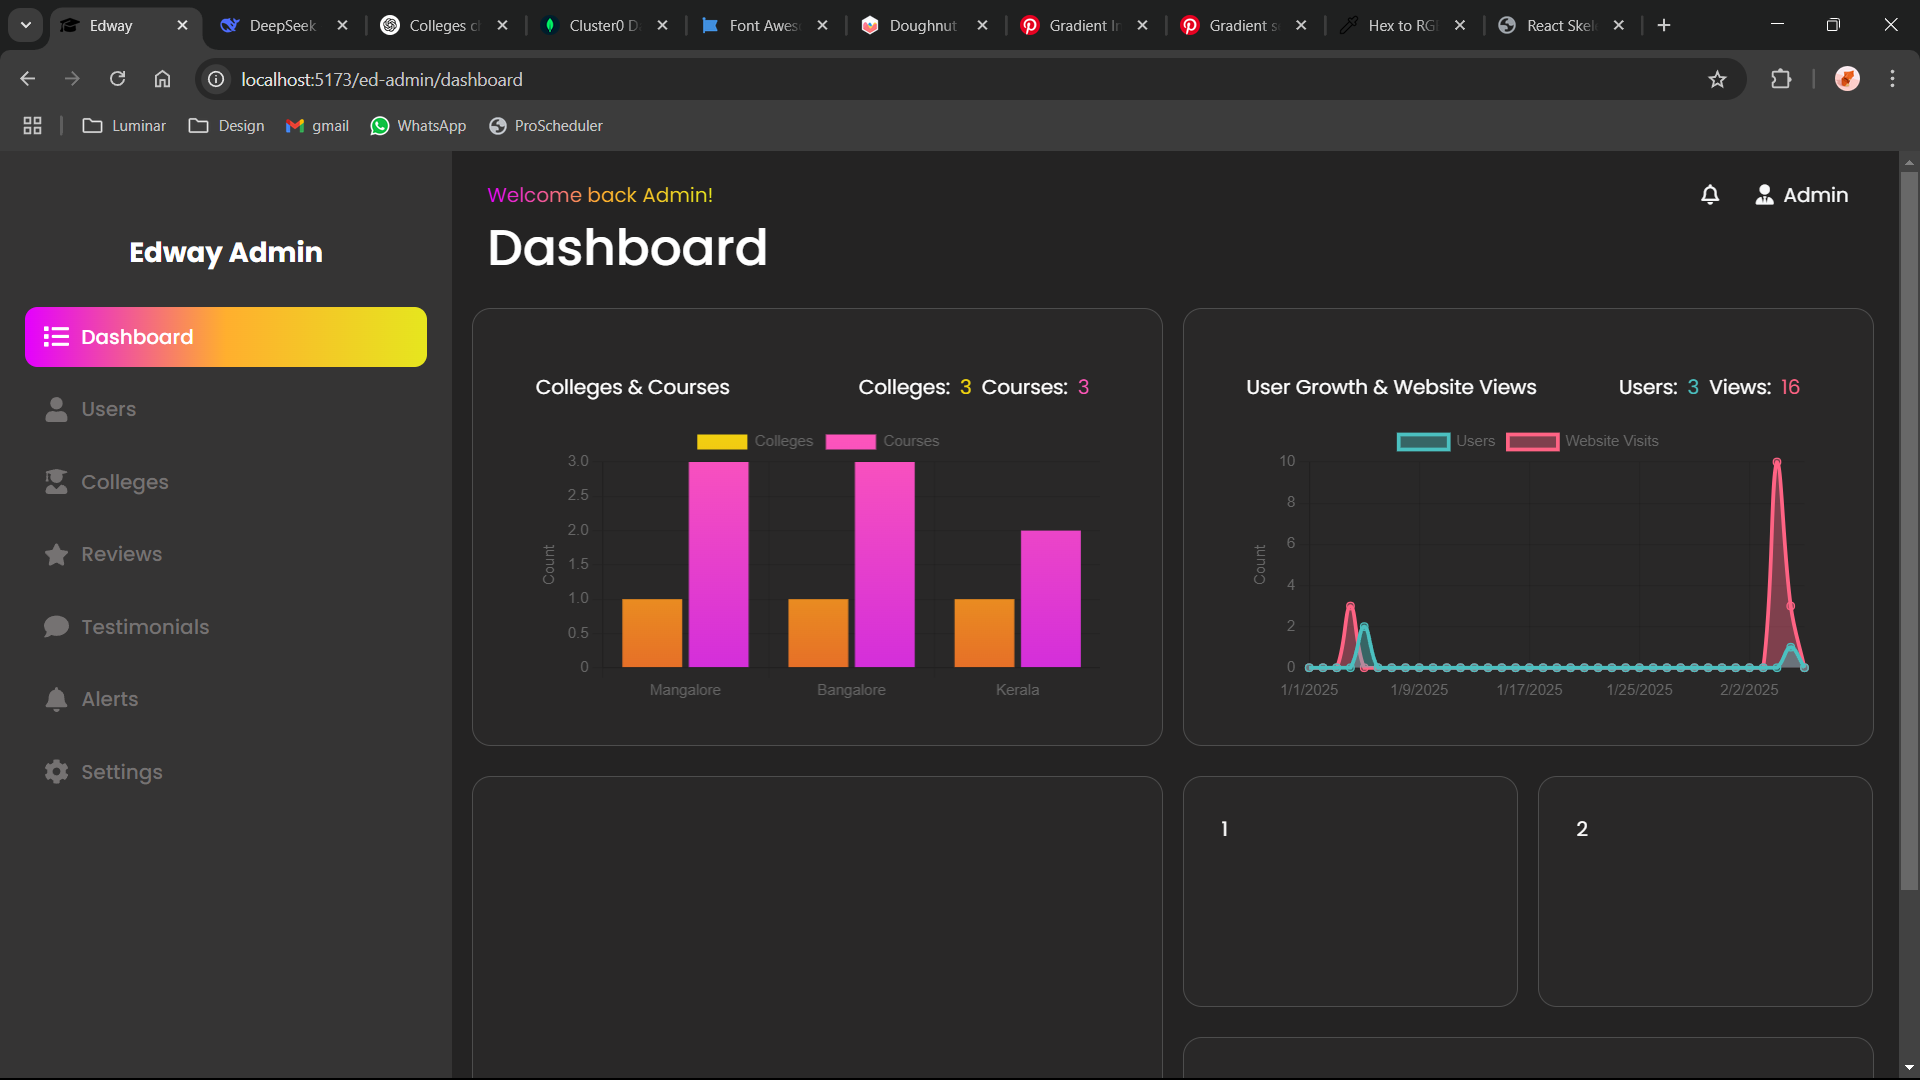 Edway
DeepSeek
Colleges c
Cluster0 D
Font Awes
Doughnut
Gradient I
Gradient s
Hex to RG
React Skel
localhost:5173/ed-admin/dashboard
Luminar
Design
gmail
WhatsApp
ProScheduler
Edway Admin
Dashboard
Users
Colleges
Reviews
Testimonials
Alerts
Settings
Welcome back Admin!
Admin
Dashboard
Colleges & Courses
Colleges: 3 Courses: 3
Colleges
Courses
3.0
2.5
2.0
1.5
1.0
0.5
0
Count
Mangalore
Bangalore
Kerala
User Growth & Website Views
Users: 3 Views: 16
Users
Website Visits
10
8
6
4
2
0
Count
1/1/2025
1/9/2025
1/17/2025
1/25/2025
2/2/2025
1
2